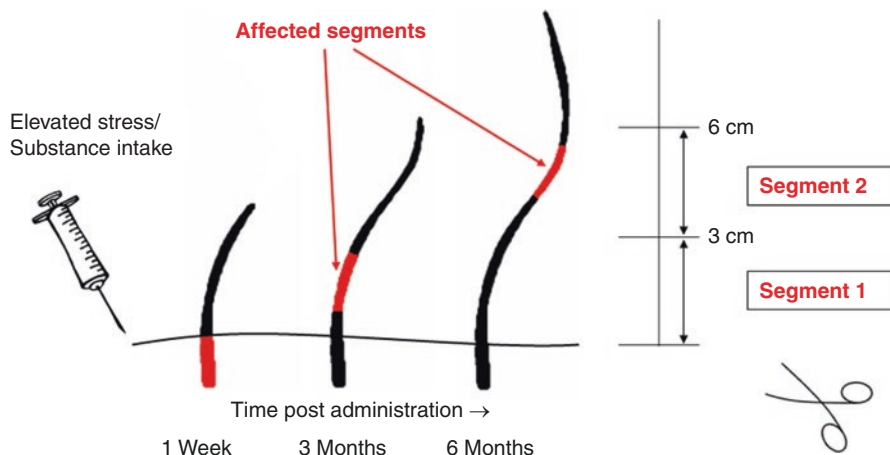 Affected segments
Elevated stress/
Substance intake
6 cm
Segment 2
3 cm
Segment 1
Time post administration →
1 Week
3 Months
6 Months